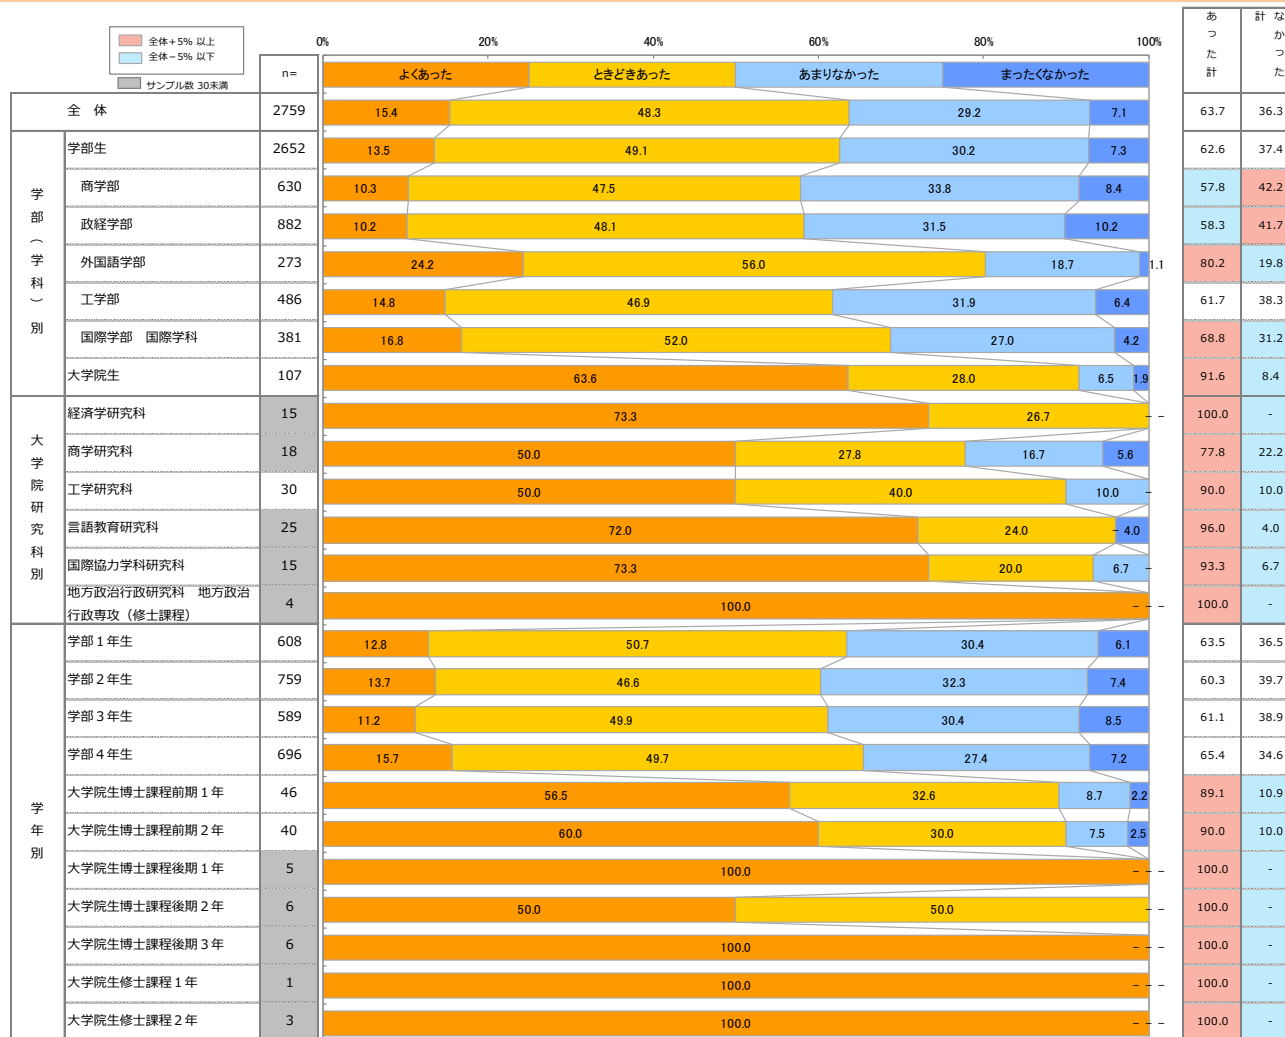 全体+5% 以上
全体-5% 以下
サンプル数 30未満
n=
0% 20% 40% 60% 80% 100%
よくあった ときどきあった あまりなかった まったくなかった
あった計
なかった計
全 体 2759 15.4 48.3 29.2 7.1 63.7 36.3
学部(学科)別
学部生 2652 13.5 49.1 30.2 7.3 62.6 37.4
商学部 630 10.3 47.5 33.8 8.4 57.8 42.2
政経学部 882 10.2 48.1 31.5 10.2 58.3 41.7
外国語学部 273 24.2 56.0 18.7 1.1 80.2 19.8
工学部 486 14.8 46.9 31.9 6.4 61.7 38.3
国際学部 国際学科 381 16.8 52.0 27.0 4.2 68.8 31.2
大学院生 107 63.6 28.0 6.5 1.9 91.6 8.4
大学院研究科別
経済学研究科 15 73.3 26.7 - - 100.0 -
商学研究科 18 50.0 27.8 16.7 5.6 77.8 22.2
工学研究科 30 50.0 40.0 10.0 - 90.0 10.0
言語教育研究科 25 72.0 24.0 - 4.0 96.0 4.0
国際協力学科研究科 15 73.3 20.0 6.7 - 93.3 6.7
地方政治行政研究科 地方政治
行政専攻(修士課程) 4 100.0 - - - 100.0 -
学年別
学部1年生 608 12.8 50.7 30.4 6.1 63.5 36.5
学部2年生 759 13.7 46.6 32.3 7.4 60.3 39.7
学部3年生 589 11.2 49.9 30.4 8.5 61.1 38.9
学部4年生 696 15.7 49.7 27.4 7.2 65.4 34.6
大学院生博士課程前期1年 46 56.5 32.6 8.7 2.2 89.1 10.9
大学院生博士課程前期2年 40 60.0 30.0 7.5 2.5 90.0 10.0
大学院生博士課程後期1年 5 100.0 - - - 100.0 -
大学院生博士課程後期2年 6 50.0 50.0 - - 100.0 -
大学院生博士課程後期3年 6 100.0 - - - 100.0 -
大学院生修士課程1年 1 100.0 - - - 100.0 -
大学院生修士課程2年 3 100.0 - - - 100.0 -